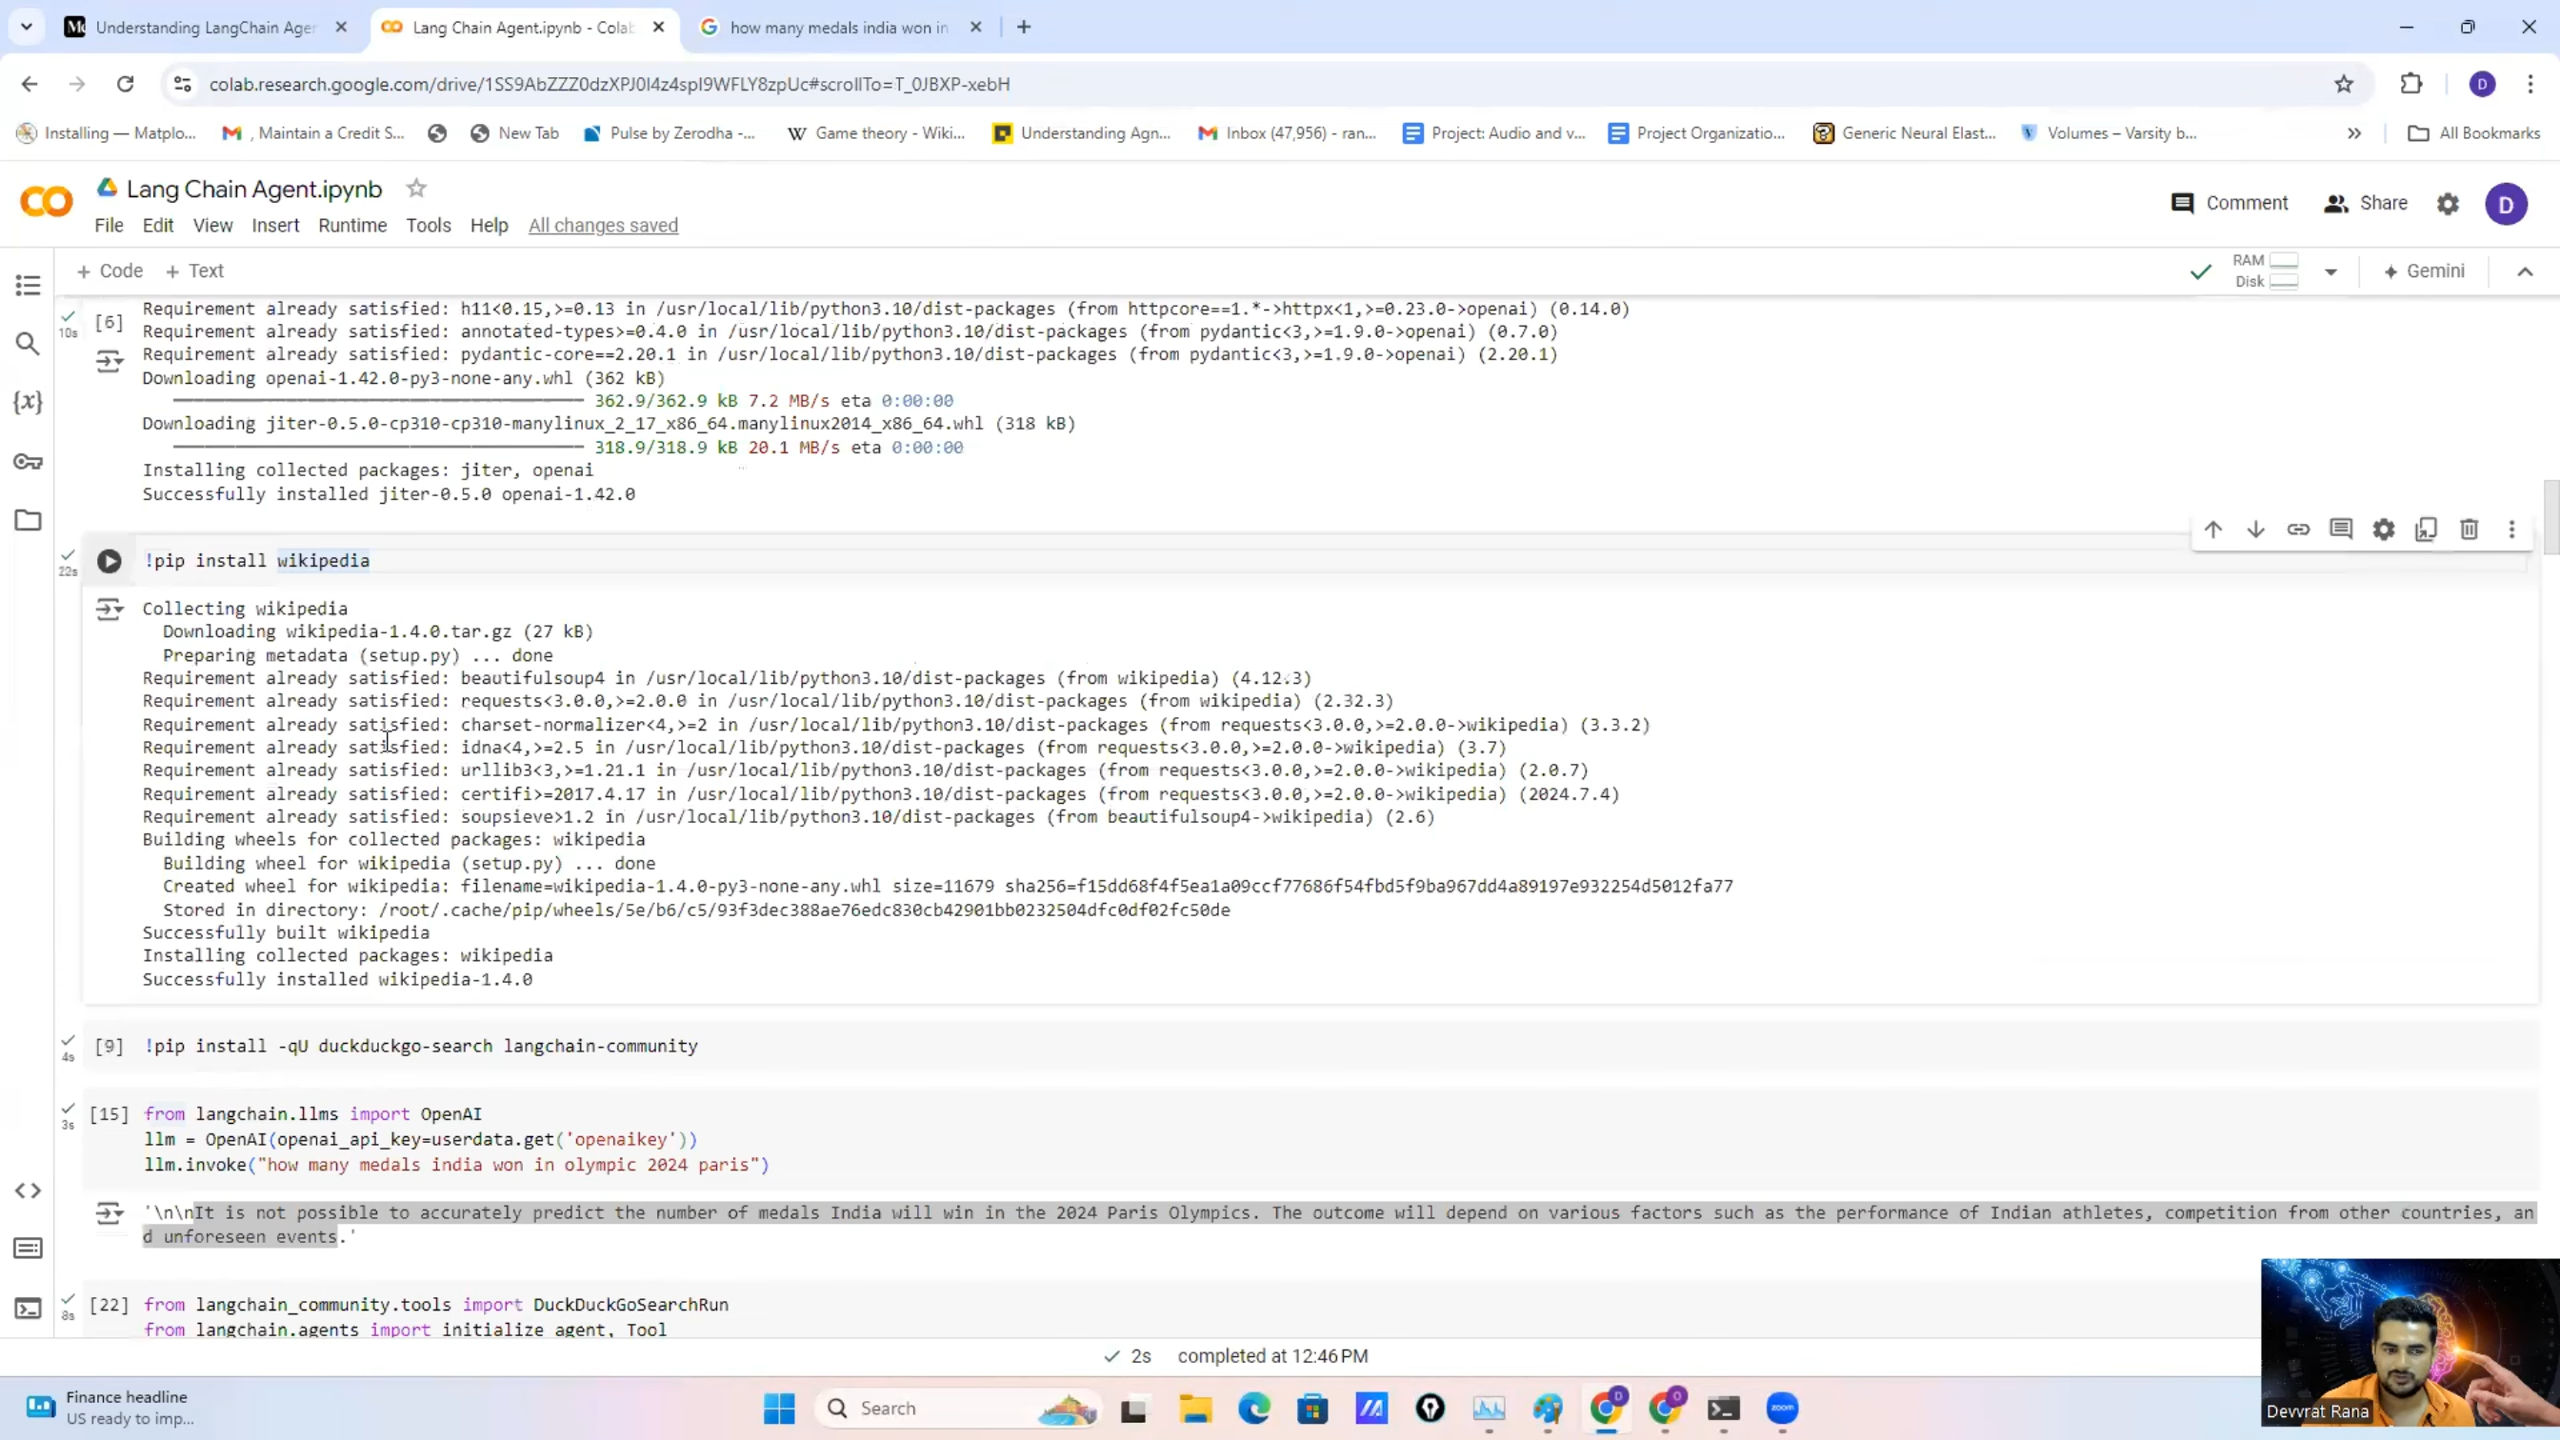 Understanding LangChain Agen
Lang Chain Agent.ipynb - Colab
how many medals india won in
colab.research.google.com/drive/1SS9AbZZZ0dzXPJ0I4z4spI9WFLY8zpUc#scrollTo=T_0JBXP-xebH
D
Installing — Matplo...
, Maintain a Credit S...
New Tab
Pulse by Zerodha -...
Game theory - Wiki...
Understanding Agn...
Inbox (47,956) - ran...
Project: Audio and v...
Project Organizatio...
Generic Neural Elast...
Volumes – Varsity b...
All Bookmarks
Lang Chain Agent.ipynb
Comment
Share
D
File Edit View Insert Runtime Tools Help All changes saved
+ Code + Text
RAM
Disk
Gemini
10s
[6]
Requirement already satisfied: h11<0.15,>=0.13 in /usr/local/lib/python3.10/dist-packages (from httpcore==1.*->httpx<1,>=0.23.0->openai) (0.14.0)
Requirement already satisfied: annotated-types>=0.4.0 in /usr/local/lib/python3.10/dist-packages (from pydantic<3,>=1.9.0->openai) (0.7.0)
Requirement already satisfied: pydantic-core==2.20.1 in /usr/local/lib/python3.10/dist-packages (from pydantic<3,>=1.9.0->openai) (2.20.1)
Downloading openai-1.42.0-py3-none-any.whl (362 kB)
362.9/362.9 kB 7.2 MB/s eta 0:00:00
Downloading jiter-0.5.0-cp310-cp310-manylinux_2_17_x86_64.manylinux2014_x86_64.whl (318 kB)
318.9/318.9 kB 20.1 MB/s eta 0:00:00
Installing collected packages: jiter, openai
Successfully installed jiter-0.5.0 openai-1.42.0
22s
!pip install wikipedia
Collecting wikipedia
Downloading wikipedia-1.4.0.tar.gz (27 kB)
Preparing metadata (setup.py) ... done
Requirement already satisfied: beautifulsoup4 in /usr/local/lib/python3.10/dist-packages (from wikipedia) (4.12.3)
Requirement already satisfied: requests<3.0.0,>=2.0.0 in /usr/local/lib/python3.10/dist-packages (from wikipedia) (2.32.3)
Requirement already satisfied: charset-normalizer<4,>=2 in /usr/local/lib/python3.10/dist-packages (from requests<3.0.0,>=2.0.0->wikipedia) (3.3.2)
Requirement already satisfied: idna<4,>=2.5 in /usr/local/lib/python3.10/dist-packages (from requests<3.0.0,>=2.0.0->wikipedia) (3.7)
Requirement already satisfied: urllib3<3,>=1.21.1 in /usr/local/lib/python3.10/dist-packages (from requests<3.0.0,>=2.0.0->wikipedia) (2.0.7)
Requirement already satisfied: certifi>=2017.4.17 in /usr/local/lib/python3.10/dist-packages (from requests<3.0.0,>=2.0.0->wikipedia) (2024.7.4)
Requirement already satisfied: soupsieve>1.2 in /usr/local/lib/python3.10/dist-packages (from beautifulsoup4->wikipedia) (2.6)
Building wheels for collected packages: wikipedia
Building wheel for wikipedia (setup.py) ... done
Created wheel for wikipedia: filename=wikipedia-1.4.0-py3-none-any.whl size=11679 sha256=f15dd68f4f5ea1a09ccf77686f54fbd5f9ba967dd4a89197e932254d5012fa77
Stored in directory: /root/.cache/pip/wheels/5e/b6/c5/93f3dec388ae76edc830cb42901bb0232504dfc0df02fc50de
Successfully built wikipedia
Installing collected packages: wikipedia
Successfully installed wikipedia-1.4.0
4s
[9] !pip install -qU duckduckgo-search langchain-community
3s
[15] from langchain.llms import OpenAI
llm = OpenAI(openai_api_key=userdata.get('openaikey'))
llm.invoke("how many medals india won in olympic 2024 paris")
'\n\nIt is not possible to accurately predict the number of medals India will win in the 2024 Paris Olympics. The outcome will depend on various factors such as the performance of Indian athletes, competition from other countries, an
d unforeseen events.'
8s
[22] from langchain_community.tools import DuckDuckGoSearchRun
from langchain.agents import initialize_agent, Tool
2s completed at 12:46 PM
Devvrat Rana
Finance headline
US ready to imp...
Search
zoom